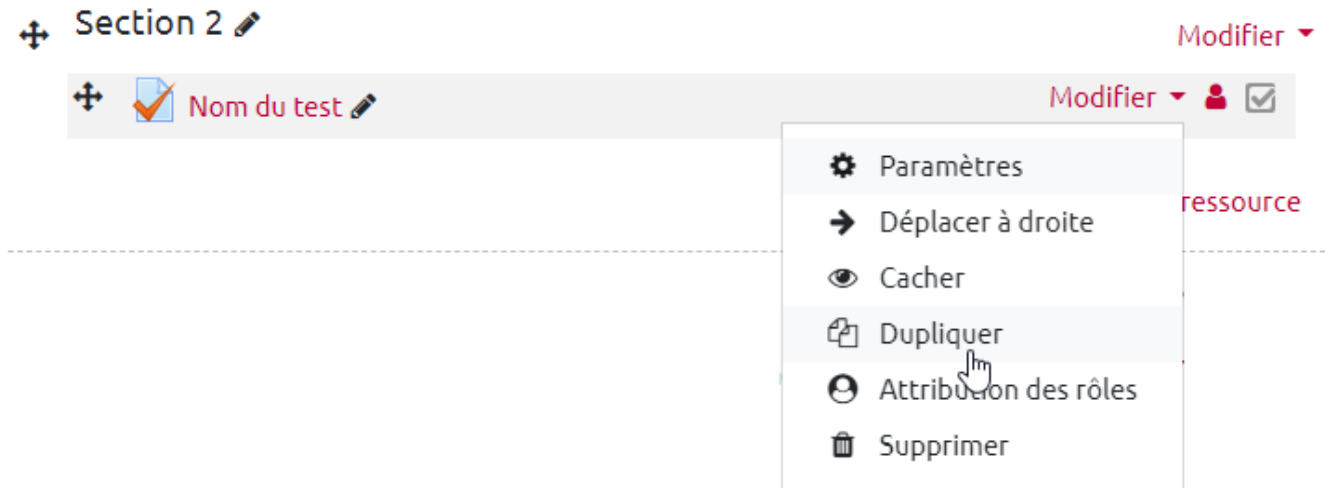 Section 2
Modifier
Nom du test
Modifier
Paramètres
ressource
Déplacer à droite
Cacher
Dupliquer
Attribution des rôles
Supprimer